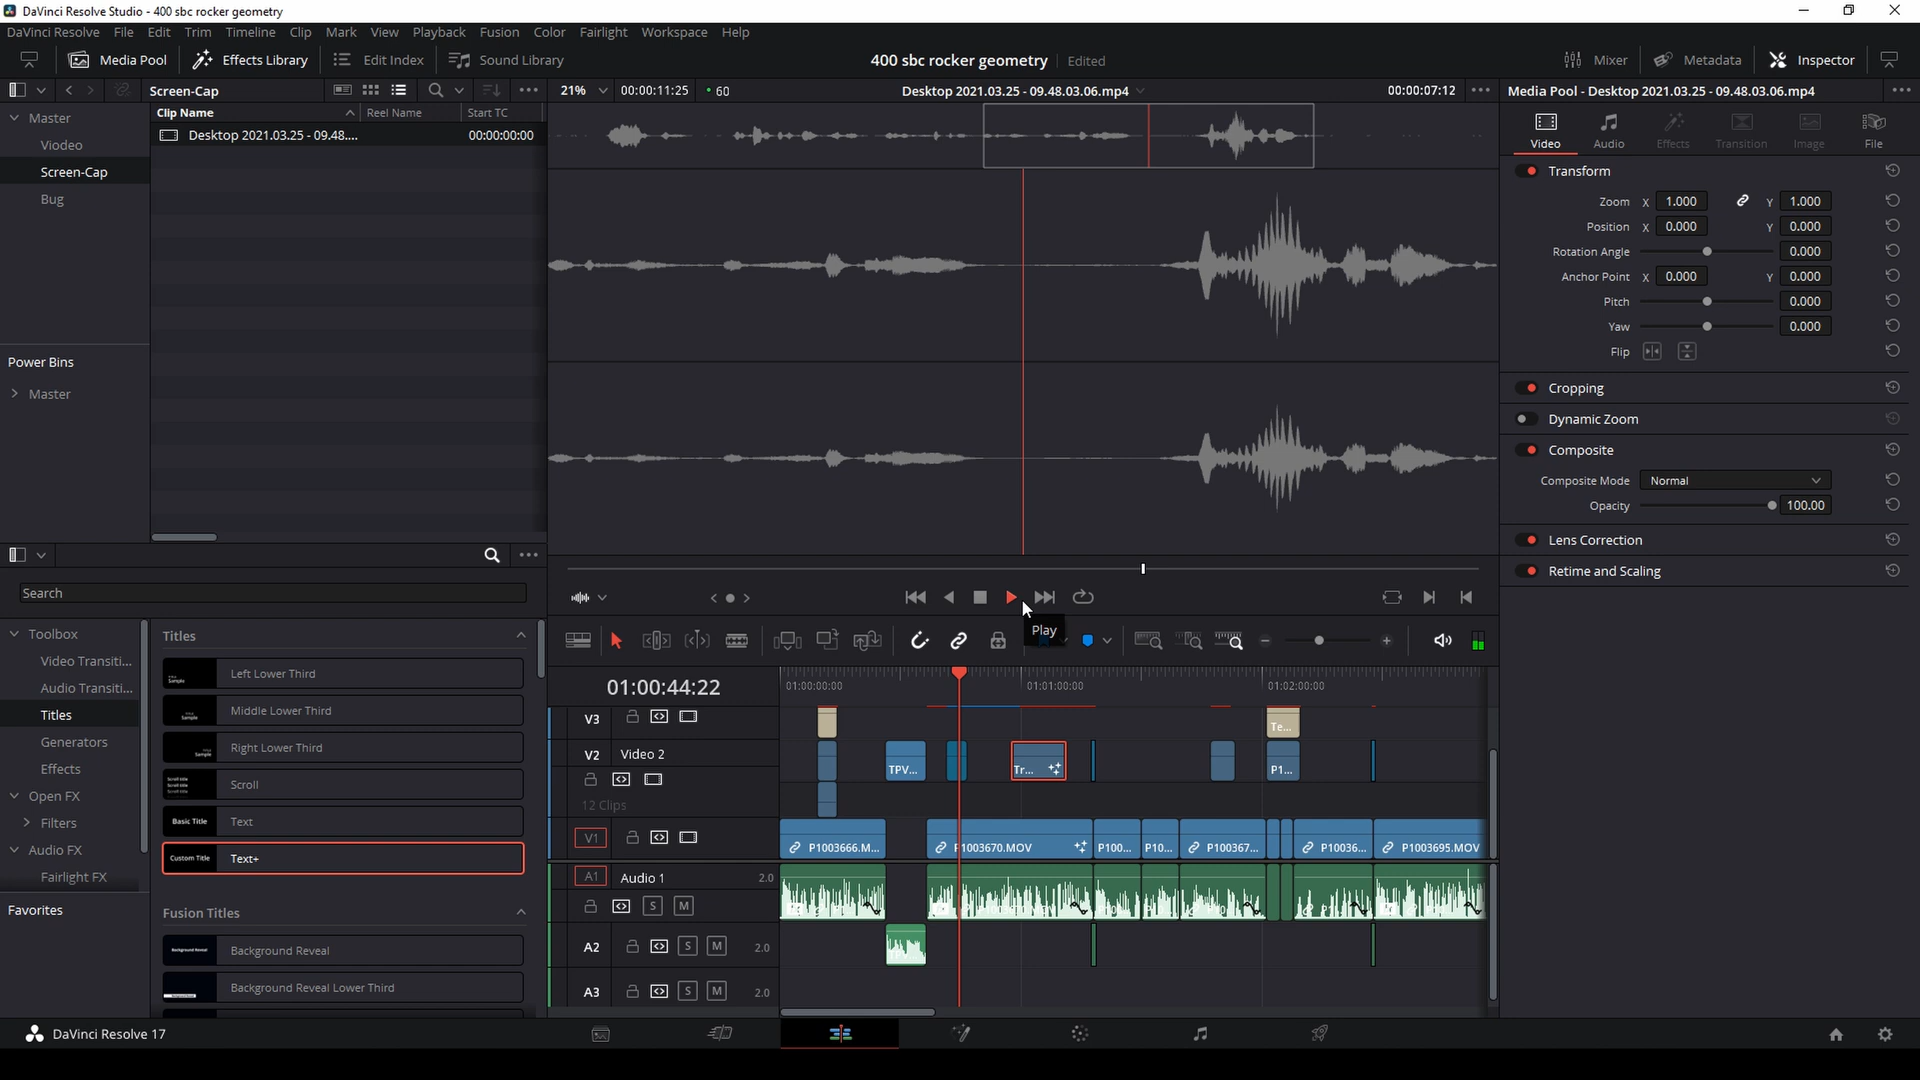 DaVinci Resolve Studio - 400 sbc rocker geometry
DaVinci Resolve File Edit Trim Timeline Clip Mark View Playback Fusion Color Fairlight Workspace Help
Media Pool Effects Library Edit Index Sound Library 400 sbc rocker geometry Edited Mixer Metadata Inspector
Screen-Cap 21% 00:00:11:25 60 Desktop 2021.03.25 - 09.48.03.06.mp4 00:00:07:12 Media Pool - Desktop 2021.03.25 - 09.48.03.06.mp4
Master Clip Name Reel Name Start TC
Desktop 2021.03.25 - 09.48.... 00:00:00:00
Viodeo
Screen-Cap
Bug
Power Bins
Master
Video Audio Effects Transition Image File
Transform
Zoom X 1.000 Y 1.000
Position X 0.000 Y 0.000
Rotation Angle 0.000
Anchor Point X 0.000 Y 0.000
Pitch 0.000
Yaw 0.000
Flip
Cropping
Dynamic Zoom
Composite
Composite Mode Normal
Opacity 100.00
Lens Correction
Retime and Scaling
Search
Toolbox
Video Transiti...
Audio Transiti...
Titles
Generators
Effects
Open FX
Filters
Audio FX
Fairlight FX
Favorites
Titles
Left Lower Third
Middle Lower Third
Right Lower Third
Scroll
Basic Title Text
Custom Title Text+
Fusion Titles
Background Reveal Background Reveal
Background Reveal Lower Third
Play
01:00:44:22 01:00:00:00 01:01:00:00 01:02:00:00
V3 Te...
V2 Video 2 TPV... Tr... P1...
12 Clips
V1 P1003666.M... P1003670.MOV P100... P10... P100367... P10036... P1003695.MOV
A1 Audio 1 2.0
S M
A2 S M 2.0
A3 S M 2.0
DaVinci Resolve 17